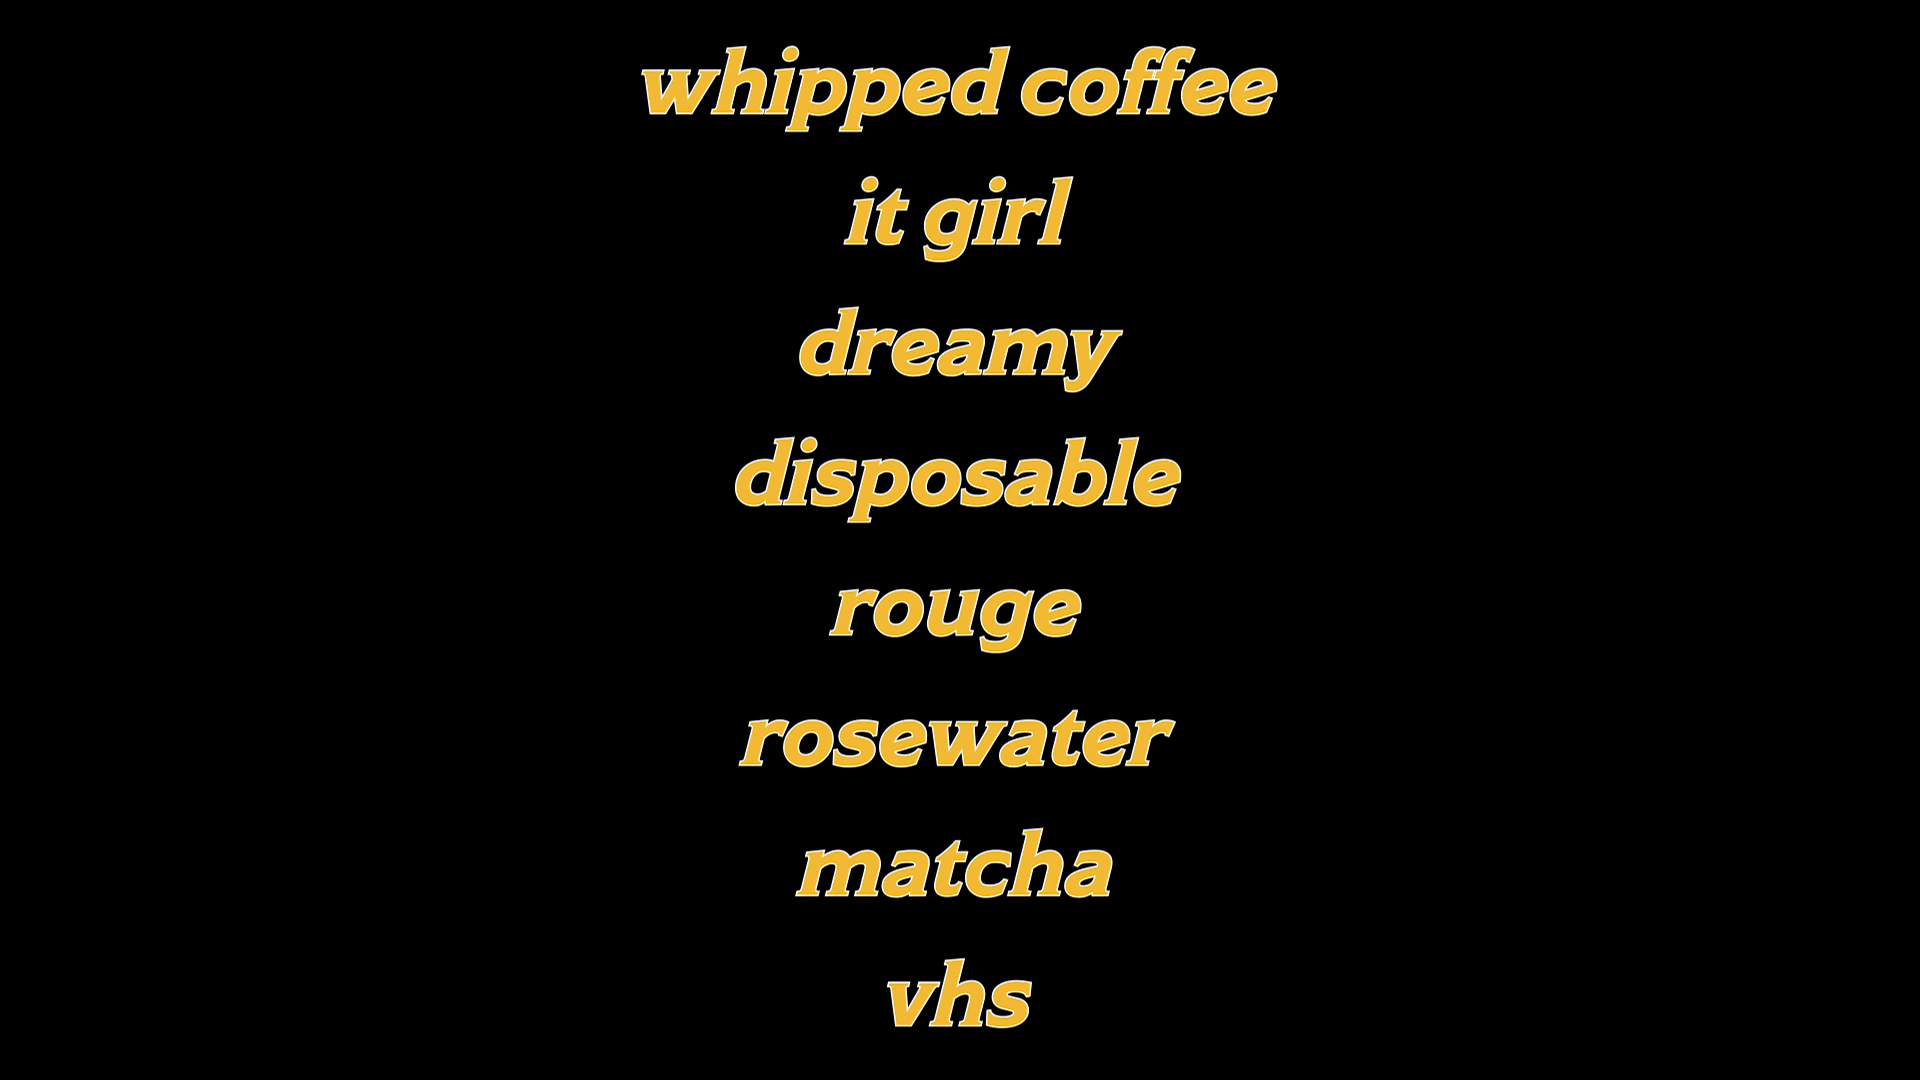 whipped coffee
it girl
dreamy
disposable
rouge
rosewater
matcha
vhs